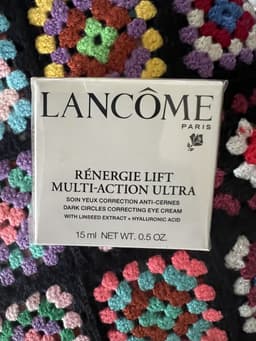 LANCÔME
PARIS
RÉNERGIE LIFT
MULTI-ACTION ULTRA
SOIN YEUX CORRECTION ANTI-CERNES
DARK CIRCLES CORRECTING EYE CREAM
WITH LINSEED EXTRACT + HYALURONIC ACID
15 ml NET WT. 0.5 OZ.